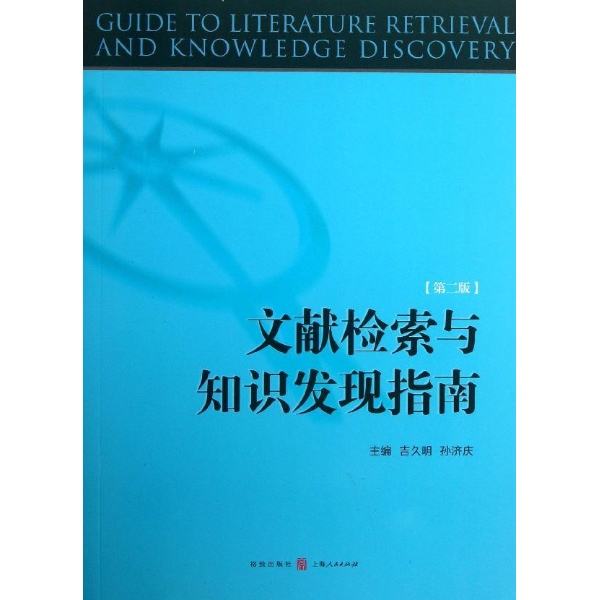 GUIDE TO LITERATURE RETRIEVAL
AND KNOWLEDGE DISCOVERY
【第二版】
文献检索与
知识发现指南
主编 吉久明 孙济庆
格致出版社 上海人民出版社